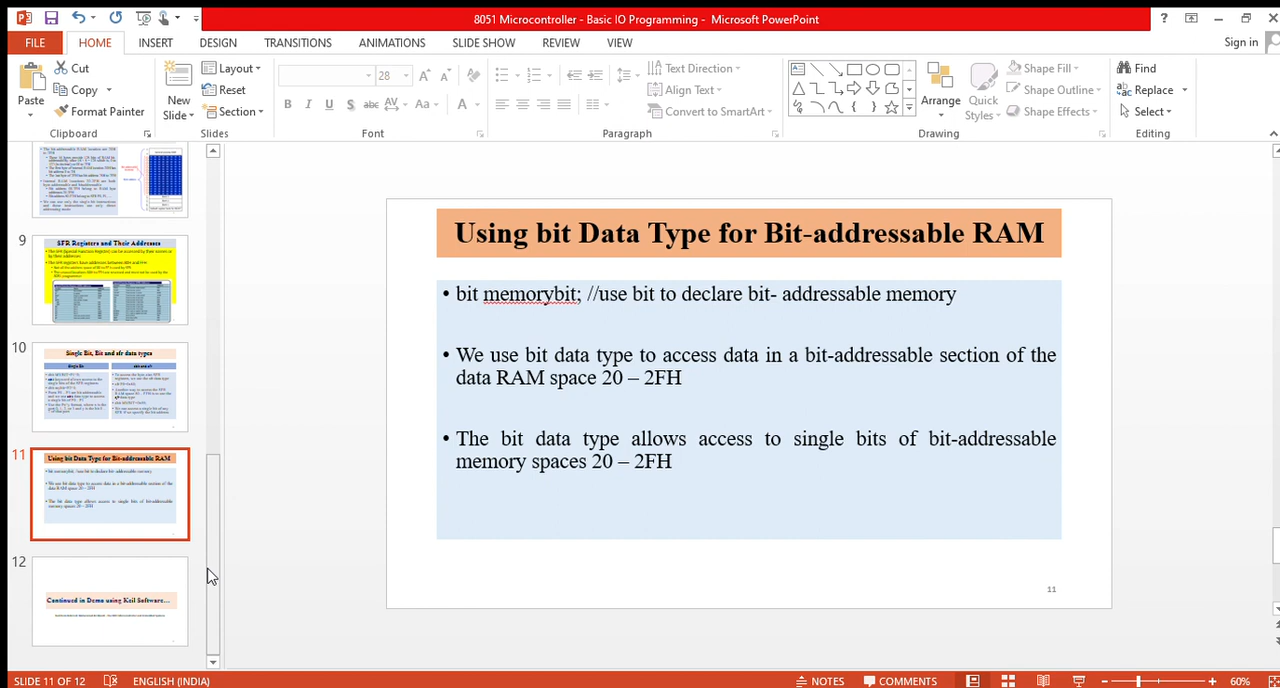 8051 Microcontroller - Basic IO Programming - Microsoft PowerPoint
FILE HOME INSERT DESIGN TRANSITIONS ANIMATIONS SLIDE SHOW REVIEW VIEW Sign in
Paste
Cut
Copy
Format Painter
Clipboard
New Slide
Layout
Reset
Section
Slides
28
Font
Text Direction
Align Text
Convert to SmartArt
Paragraph
Arrange
Quick Styles
Shape Fill
Shape Outline
Shape Effects
Drawing
Find
Replace
Select
Editing
9
SFR Registers and Their Addresses
10
Single Bit, Bit and sfr data types
11
Using bit Data Type for Bit-addressable RAM
12
Continued in Demo using Keil Software...
Using bit Data Type for Bit-addressable RAM
• bit memorybit; //use bit to declare bit- addressable memory
• We use bit data type to access data in a bit-addressable section of the
data RAM space 20 – 2FH
• The bit data type allows access to single bits of bit-addressable
memory spaces 20 – 2FH
11
SLIDE 11 OF 12 ENGLISH (INDIA) NOTES COMMENTS 60%